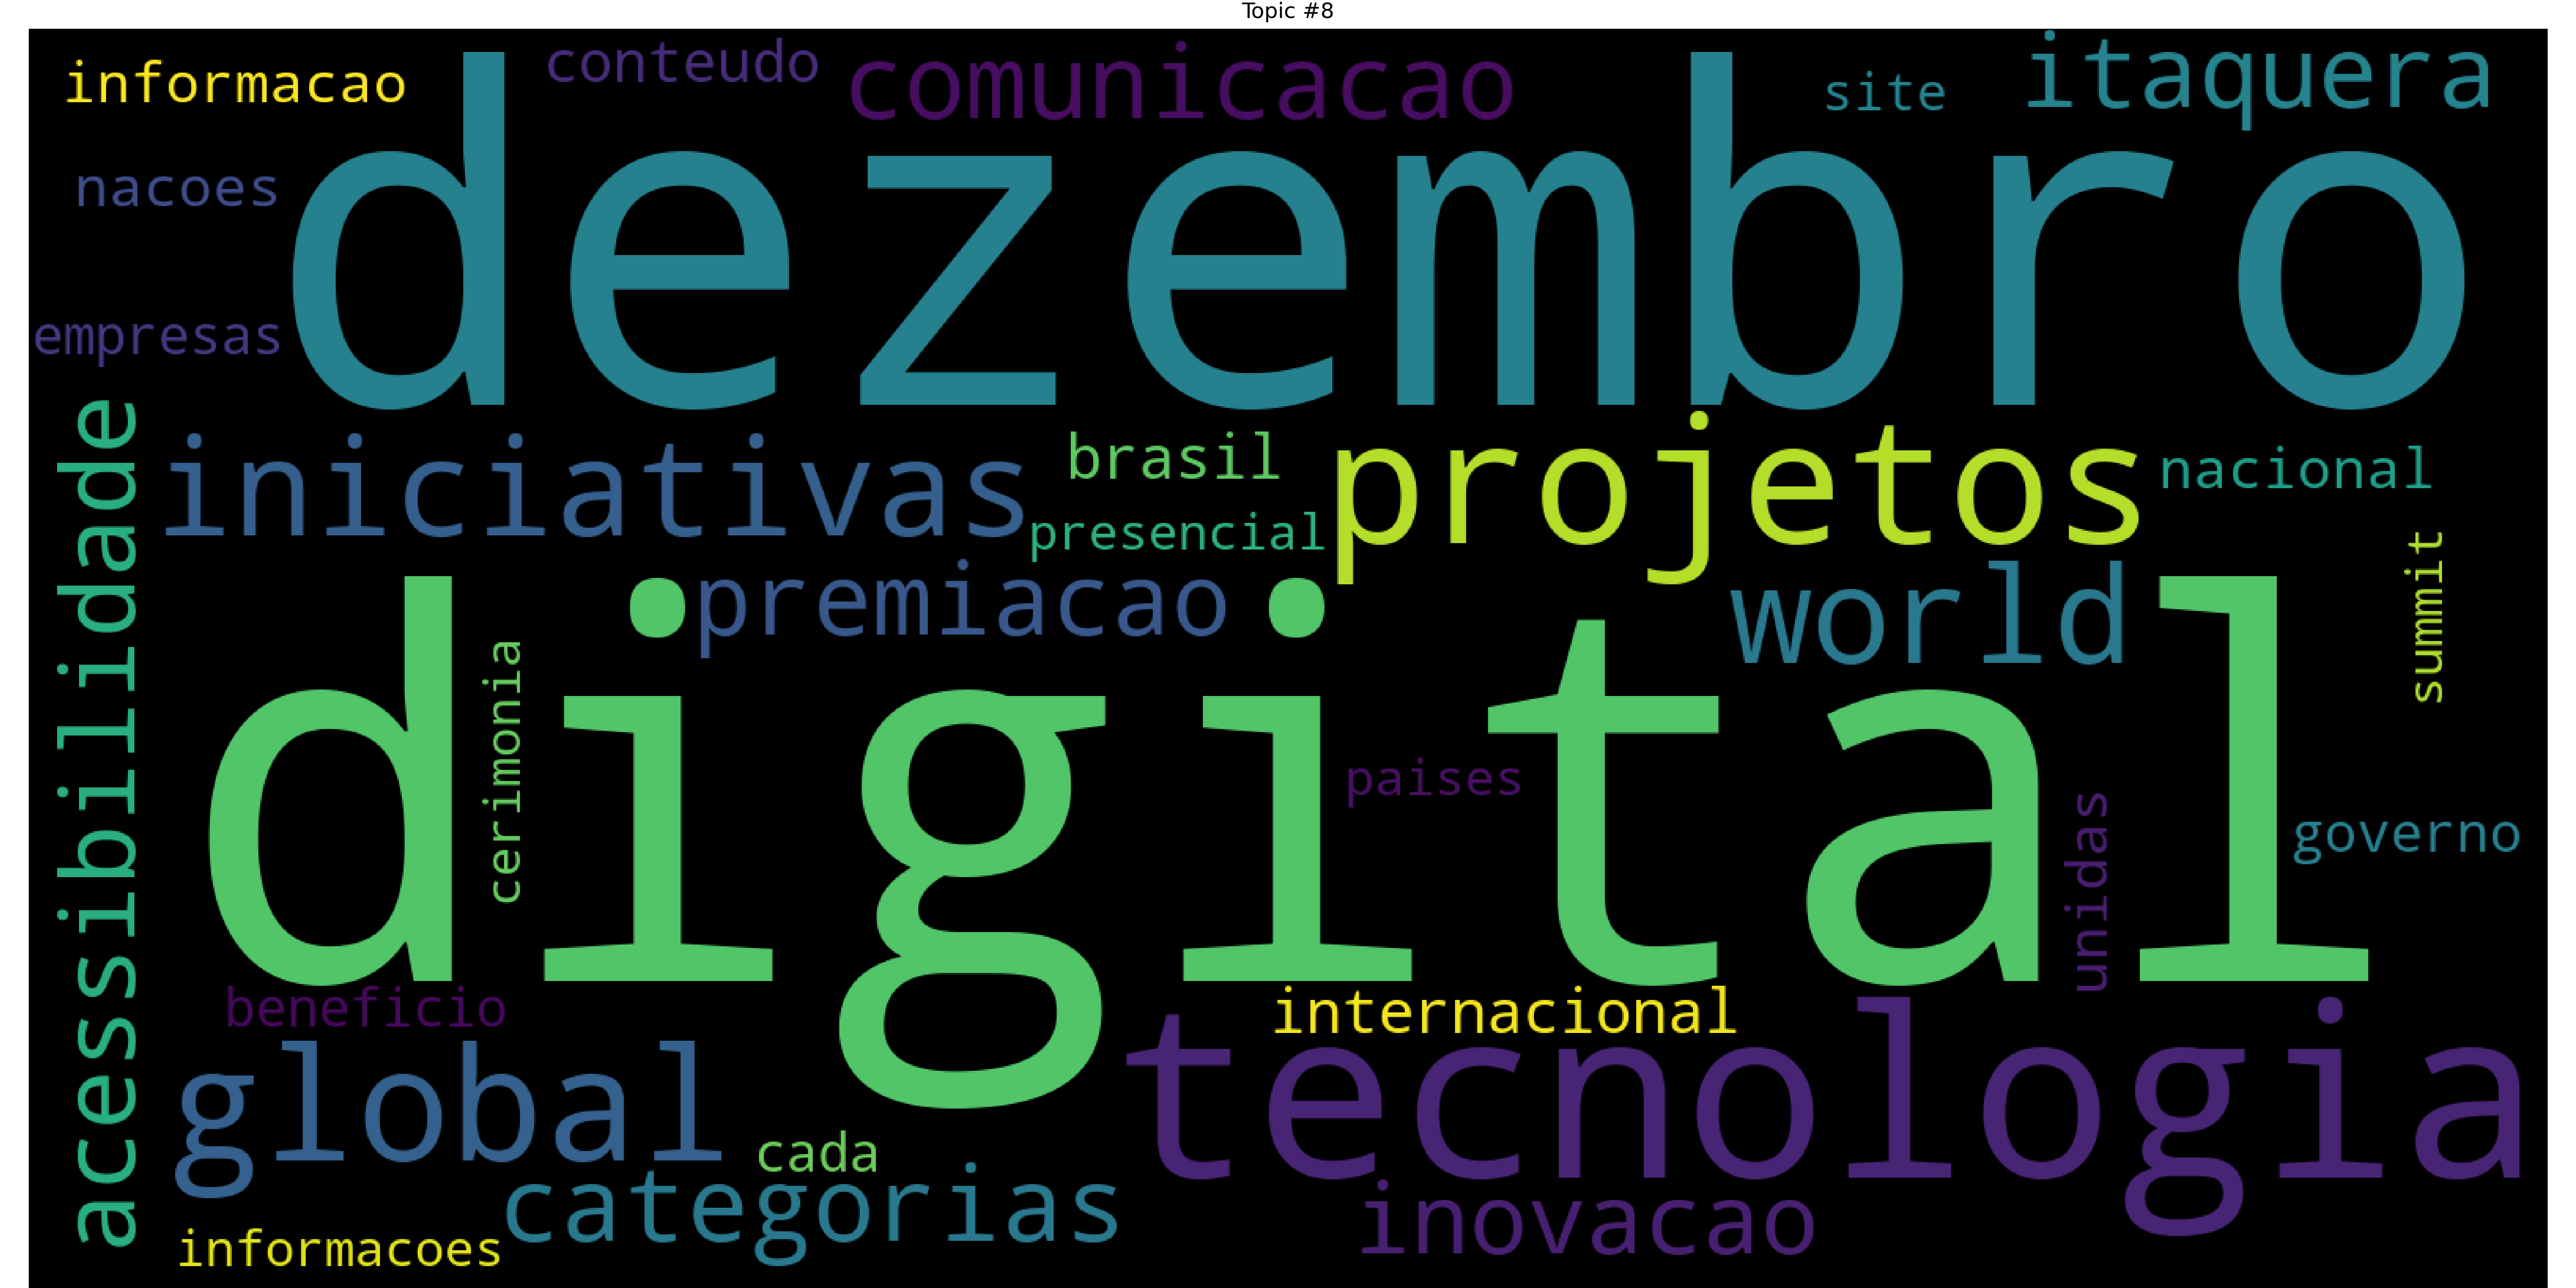 Topic #8
informacao
conteudo
comunicacao
site
itaquera
nacoes
dezembro
empresas
iniciativas
brasil
projetos
nacional
presencial
accessibilidade
premiacao
world
summit
cerimonia
digital
paises
unidas
governo
beneficio
internacional
global
tecnologia
cada
categorias
inovacao
informacoes